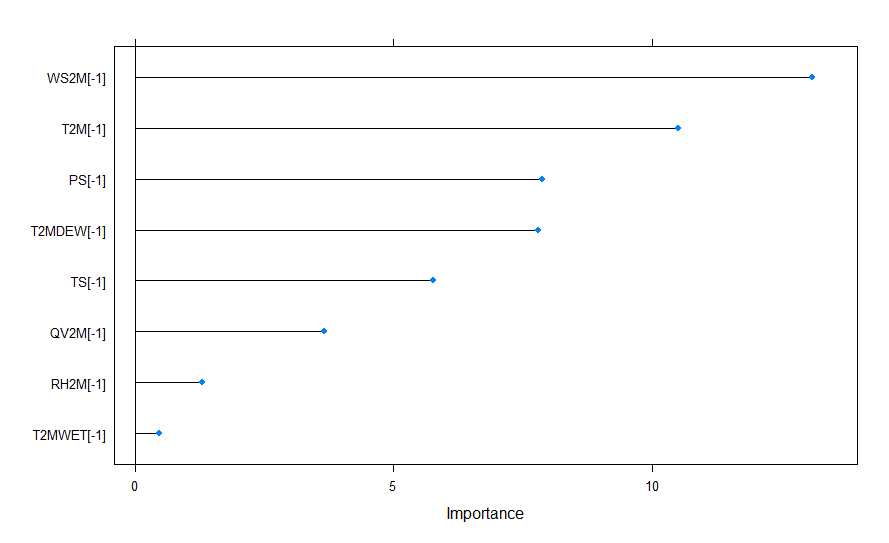 WS2M[-1]
T2M[-1]
PS[-1]
T2MDEW[-1]
TS[-1]
QV2M[-1]
RH2M[-1]
T2MWET[-1]
0 5 10
Importance